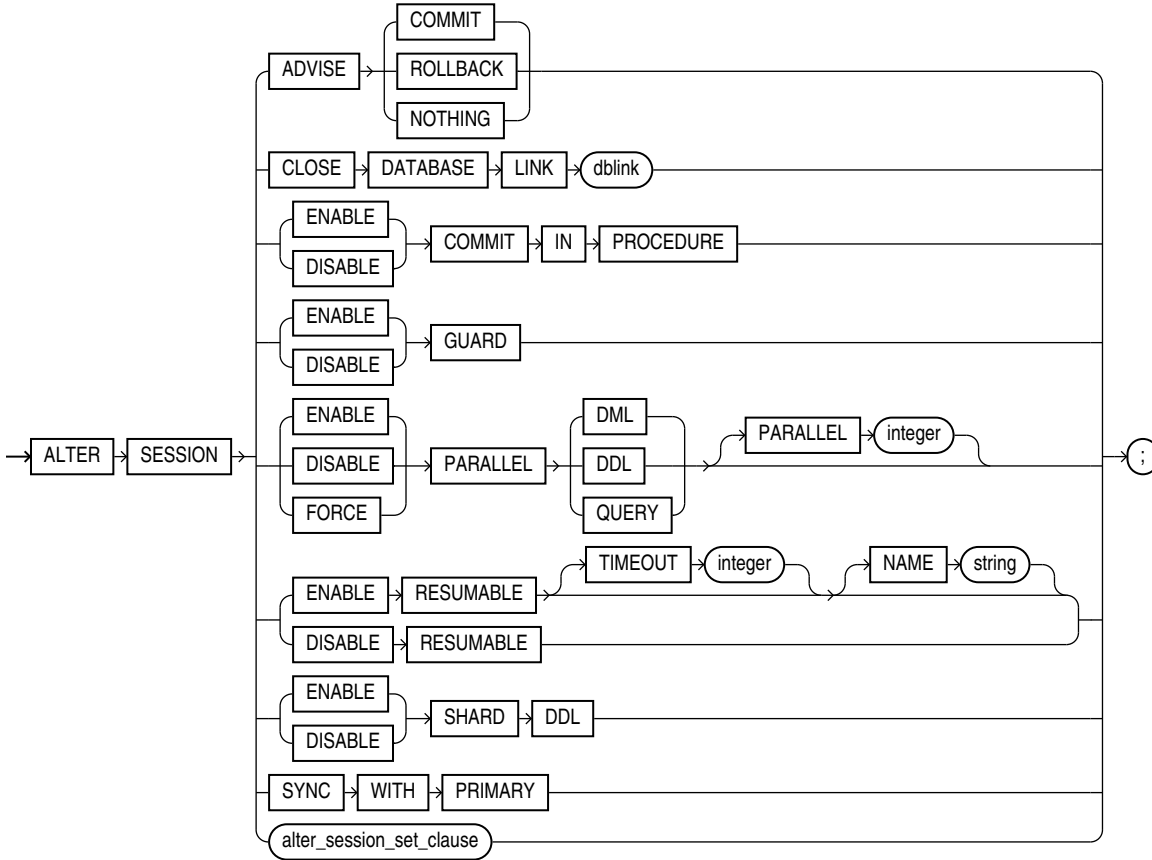 COMMIT
ADVISE ROLLBACK
NOTHING
CLOSE DATABASE LINK dblink
ENABLE
COMMIT IN PROCEDURE
DISABLE
ENABLE
GUARD
DISABLE
ENABLE DML PARALLEL integer
ALTER SESSION DISABLE PARALLEL DDL ;
FORCE QUERY
TIMEOUT integer NAME string
ENABLE RESUMABLE
DISABLE RESUMABLE
ENABLE
SHARD DDL
DISABLE
SYNC WITH PRIMARY
alter_session_set_clause